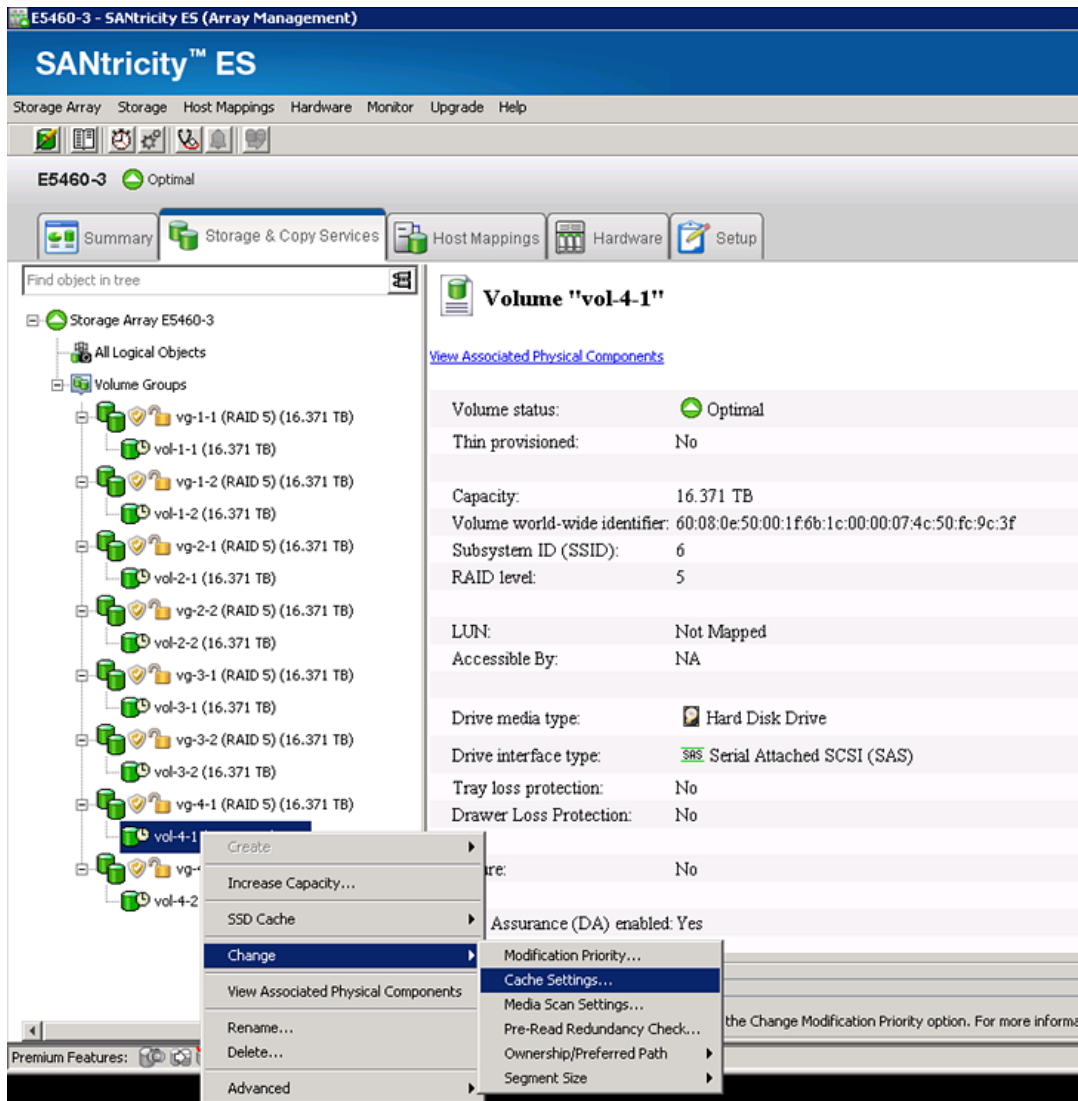 E5460-3 - SANtricity ES (Array Management)
SANtricity™ ES
Storage Array Storage Host Mappings Hardware Monitor Upgrade Help
E5460-3 Optimal
Summary Storage & Copy Services Host Mappings Hardware Setup
Find object in tree
Storage Array E5460-3
All Logical Objects
Volume Groups
vg-1-1 (RAID 5) (16.371 TB)
vol-1-1 (16.371 TB)
vg-1-2 (RAID 5) (16.371 TB)
vol-1-2 (16.371 TB)
vg-2-1 (RAID 5) (16.371 TB)
vol-2-1 (16.371 TB)
vg-2-2 (RAID 5) (16.371 TB)
vol-2-2 (16.371 TB)
vg-3-1 (RAID 5) (16.371 TB)
vol-3-1 (16.371 TB)
vg-3-2 (RAID 5) (16.371 TB)
vol-3-2 (16.371 TB)
vg-4-1 (RAID 5) (16.371 TB)
vol-4-1
vg-
vol-4-2
Volume "vol-4-1"
View Associated Physical Components
Volume status: Optimal
Thin provisioned: No
Capacity: 16.371 TB
Volume world-wide identifier: 60:08:0e:50:00:1f:6b:1c:00:00:07:4c:50:fc:9c:3f
Subsystem ID (SSID): 6
RAID level: 5
LUN: Not Mapped
Accessible By: NA
Drive media type: Hard Disk Drive
Drive interface type: SAS Serial Attached SCSI (SAS)
Tray loss protection: No
Drawer Loss Protection: No
re: No
Assurance (DA) enabled: Yes
Create
Increase Capacity...
SSD Cache
Change
View Associated Physical Components
Rename...
Delete...
Advanced
Modification Priority...
Cache Settings...
Media Scan Settings...
Pre-Read Redundancy Check...
Ownership/Preferred Path
Segment Size
the Change Modification Priority option. For more informa
Premium Features: